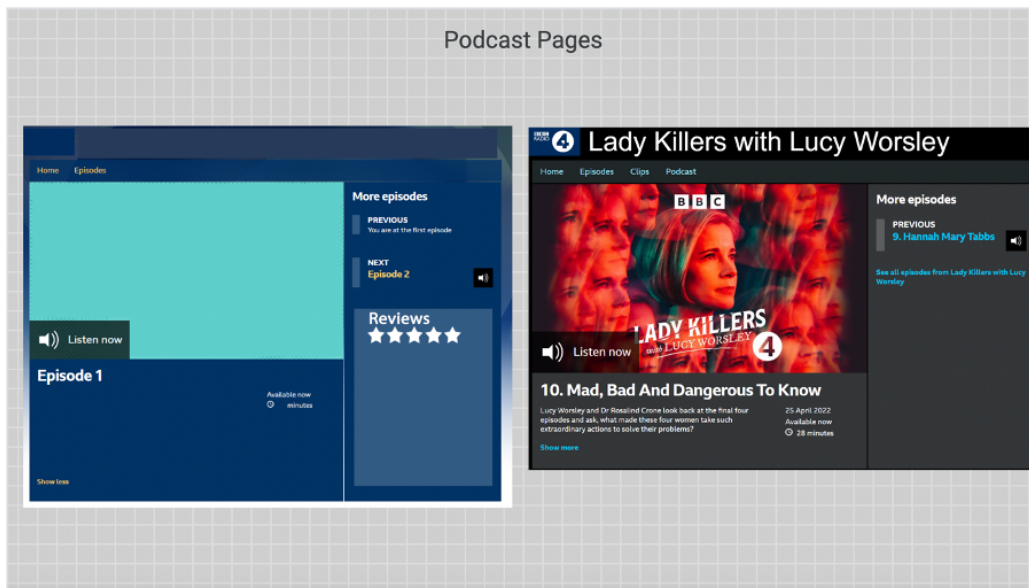 Podcast Pages
Home Episodes
Listen now
Episode 1
Available now
minutes
Show less
More episodes
PREVIOUS
You are at the first episode
NEXT
Episode 2
Reviews
BBC
RADIO
4 Lady Killers with Lucy Worsley
Home Episodes Clips Podcast
BBC
LADY KILLERS
with LUCY WORSLEY
4
Listen now
10. Mad, Bad And Dangerous To Know
Lucy Worsley and Dr Rosalind Crone look back at the final four
episodes and ask, what made these four women take such
extraordinary actions to solve their problems?
Show more
25 April 2022
Available now
28 minutes
More episodes
PREVIOUS
9. Hannah Mary Tabbs
See all episodes from Lady Killers with Lucy
Worsley